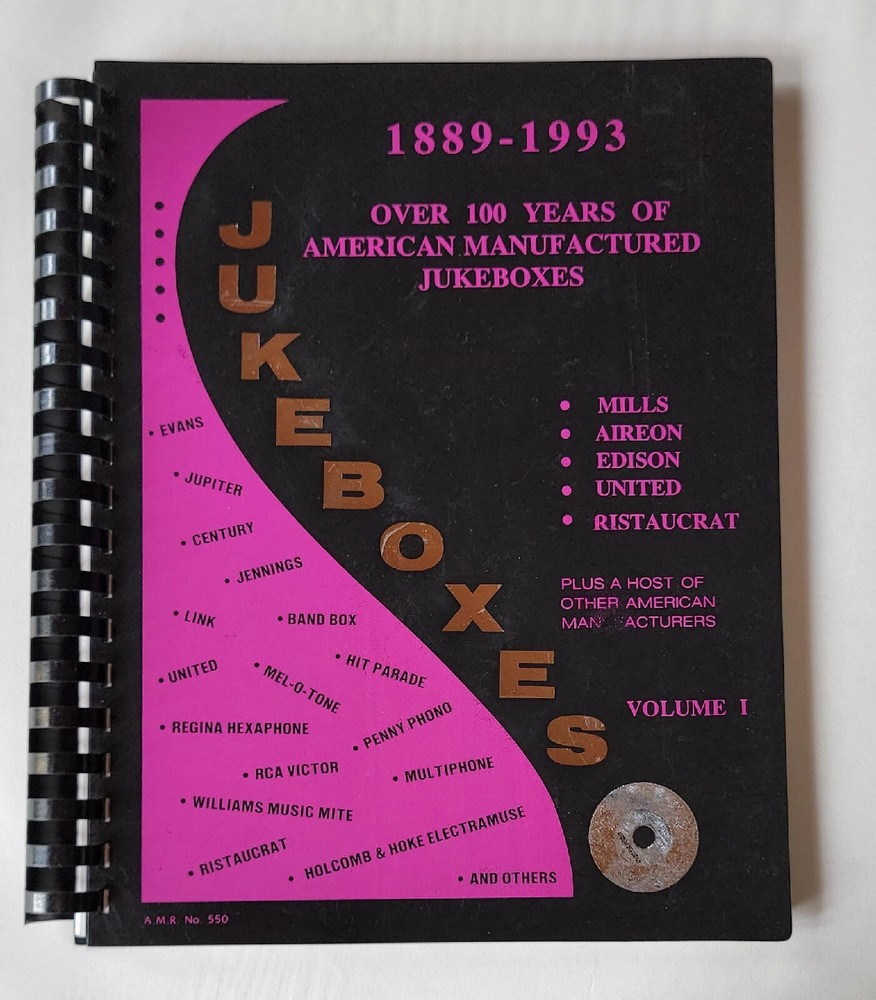 1889-1993
OVER 100 YEARS OF
AMERICAN MANUFACTURED
JUKEBOXES
JUKEBOXES
• MILLS
• AIREON
• EDISON
• UNITED
• RISTAUCRAT
PLUS A HOST OF
OTHER AMERICAN
MANUFACTURERS
VOLUME I
• EVANS
• JUPITER
• CENTURY
• JENNINGS
• LINK
• BAND BOX
• HIT PARADE
• UNITED
• MEL-O-TONE
• REGINA HEXAPHONE
• PENNY PHONO
• RCA VICTOR
• MULTIPHONE
• WILLIAMS MUSIC MITE
• RISTAUCRAT
• HOLCOMB & HOKE ELECTRAMUSE
• AND OTHERS
A.M.R. No. 550